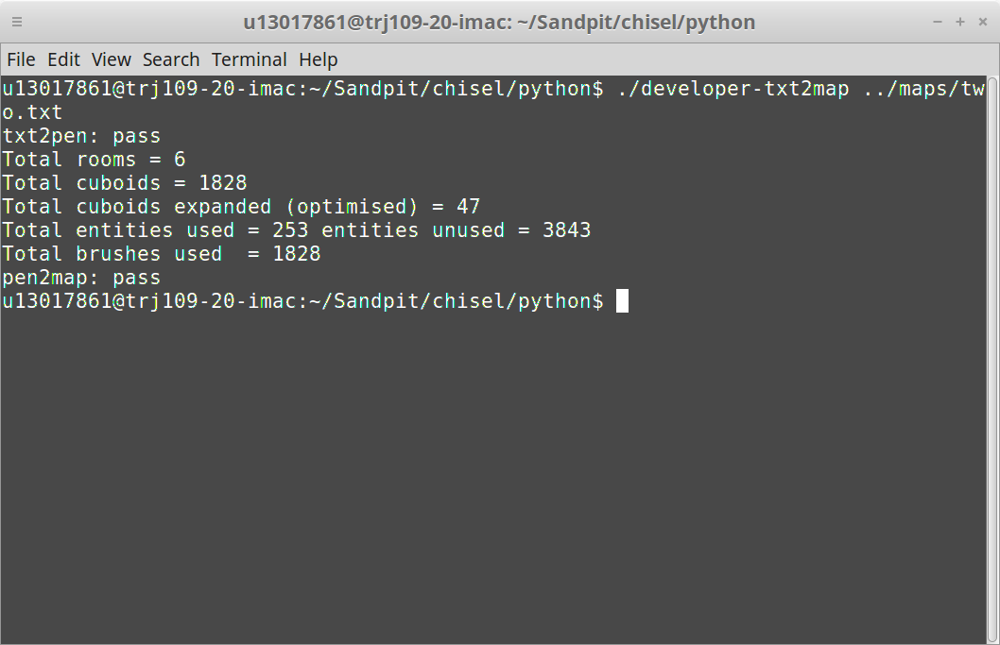 u13017861@trj109-20-imac: ~/Sandpit/chisel/python
File Edit View Search Terminal Help
u13017861@trj109-20-imac:~/Sandpit/chisel/python$ ./developer-txt2map ../maps/tw
o.txt
txt2pen: pass
Total rooms = 6
Total cuboids = 1828
Total cuboids expanded (optimised) = 47
Total entities used = 253 entities unused = 3843
Total brushes used  = 1828
pen2map: pass
u13017861@trj109-20-imac:~/Sandpit/chisel/python$